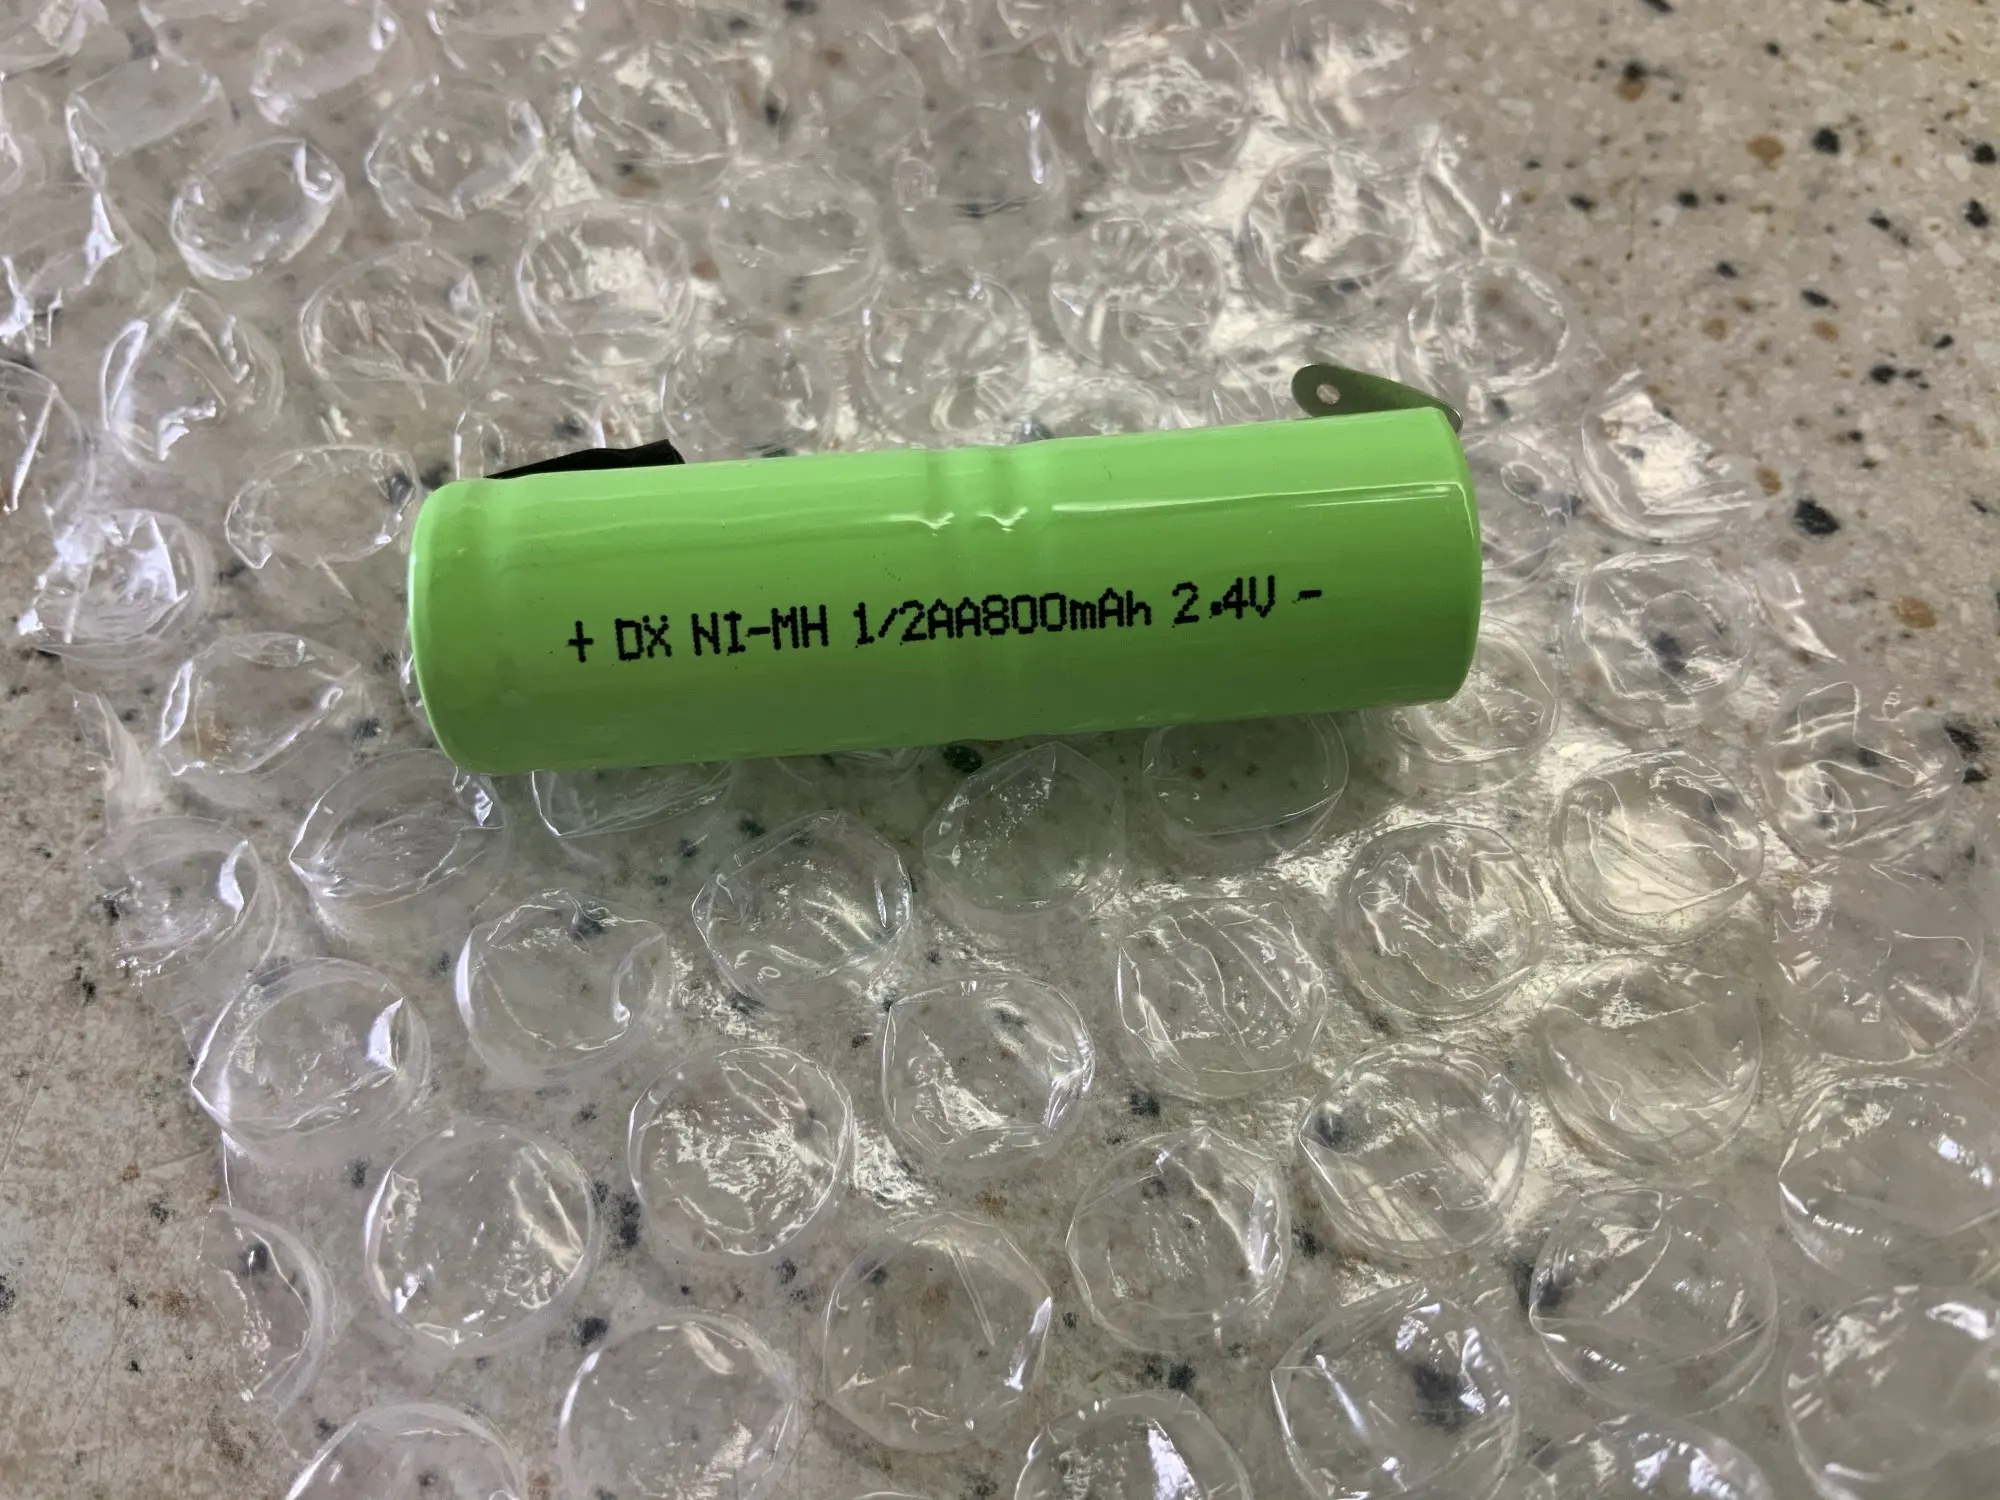 + DX NI-MH 1/2AA800mAh 2.4V -